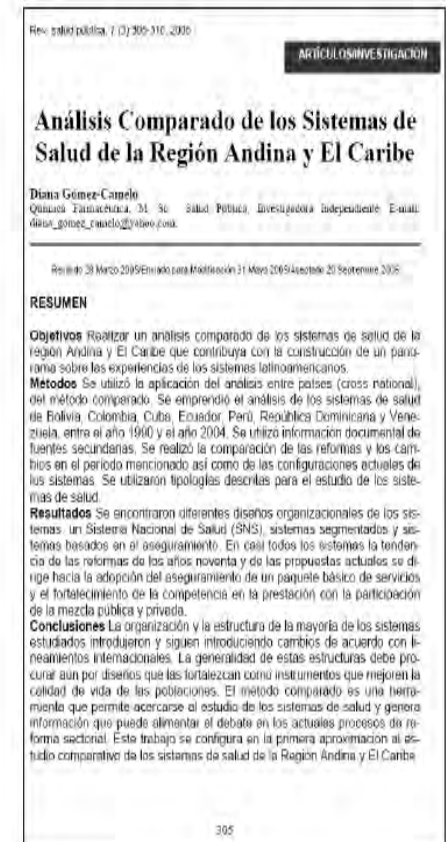 Rev. salud pública. 7 (3) 305-316, 2005
ARTÍCULOS/INVESTIGACIÓN
Análisis Comparado de los Sistemas de
Salud de la Región Andina y El Caribe
Diana Gómez-Camelo
Química Farmacéutica, M. Sc. Salud Pública, Investigadora Independiente. E-mail:
diana_gomez_camelo@yahoo.com.
Recibido 28 Marzo 2005/Enviado para Modificación 31 Mayo 2005/Aceptado 20 Septiembre 2005
RESUMEN
Objetivos Realizar un análisis comparado de los sistemas de salud de la
región Andina y El Caribe que contribuya con la construcción de un pano-
rama sobre las experiencias de los sistemas latinoamericanos.
Métodos Se utilizó la aplicación del análisis entre países (cross national),
del método comparado. Se emprendió el análisis de los sistemas de salud
de Bolivia, Colombia, Cuba, Ecuador, Perú, República Dominicana y Vene-
zuela, entre el año 1990 y el año 2004. Se utilizó información documental de
fuentes secundarias. Se realizó la comparación de las reformas y los cam-
bios en el periodo mencionado así como de las configuraciones actuales de
los sistemas. Se utilizaron tipologías descritas para el estudio de los siste-
mas de salud.
Resultados Se encontraron diferentes diseños organizacionales de los sis-
temas: un Sistema Nacional de Salud (SNS), sistemas segmentados y sis-
temas basados en el aseguramiento. En casi todos los sistemas la tenden-
cia de las reformas de los años noventa y de las propuestas actuales se di-
rige hacia la adopción del aseguramiento de un paquete básico de servicios
y el fortalecimiento de la competencia en la prestación con la participación
de la mezcla pública y privada.
Conclusiones La organización y la estructura de la mayoría de los sistemas
estudiados introdujeron y siguen introduciendo cambios de acuerdo con li-
neamientos internacionales. La generalidad de estas estructuras debe pro-
curar aún por diseños que las fortalezcan como instrumentos que mejoren la
calidad de vida de las poblaciones. El método comparado es una herra-
mienta que permite acercarse al estudio de los sistemas de salud y genera
información que puede alimentar el debate en los actuales procesos de re-
forma sectorial. Este trabajo se configura en la primera aproximación al es-
tudio comparativo de los sistemas de salud de la Región Andina y El Caribe
305